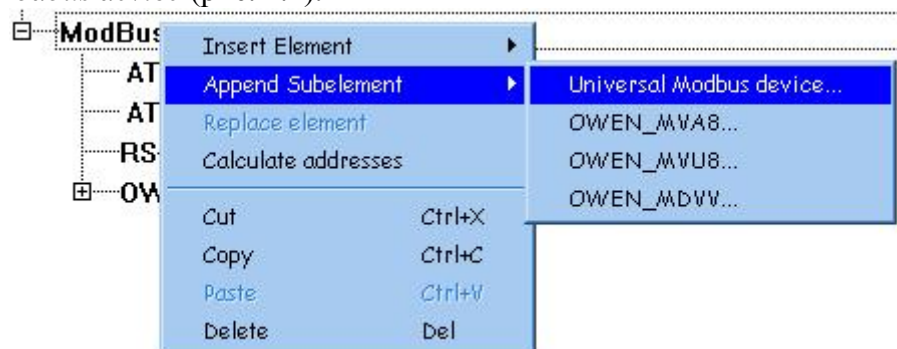 ModBus
AT
AT
RS-
OW
Insert Element
Append Subelement
Replace element
Calculate addresses
Cut Ctrl+X
Copy Ctrl+C
Paste Ctrl+V
Delete Del
Universal Modbus device...
OWEN_MVA8...
OWEN_MVU8...
OWEN_MDVV...